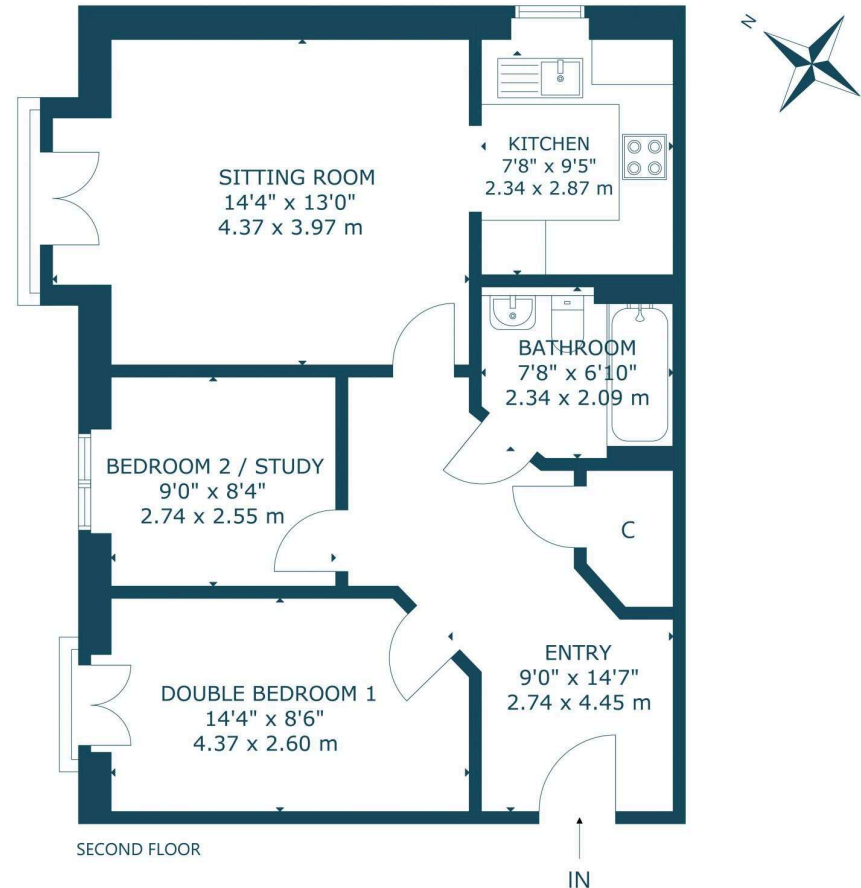 N
KITCHEN
7'8" x 9'5"
2.34 x 2.87 m
SITTING ROOM
14'4" x 13'0"
4.37 x 3.97 m
BATHROOM
7'8" x 6'10"
2.34 x 2.09 m
BEDROOM 2 / STUDY
9'0" x 8'4"
2.74 x 2.55 m
C
ENTRY
9'0" x 14'7"
2.74 x 4.45 m
DOUBLE BEDROOM 1
14'4" x 8'6"
4.37 x 2.60 m
SECOND FLOOR
IN